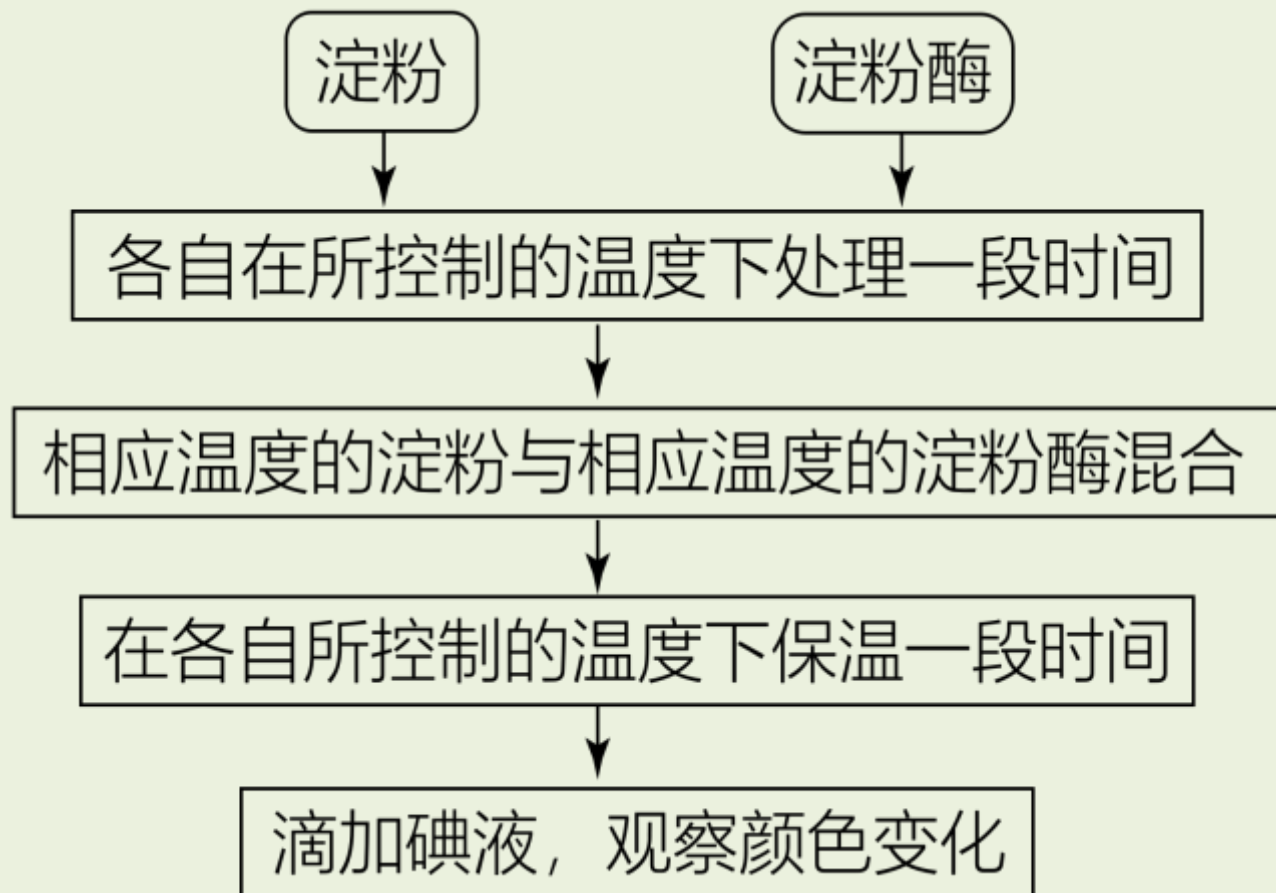 淀粉
淀粉酶
各自在所控制的温度下处理一段时间
相应温度的淀粉与相应温度的淀粉酶混合
在各自所控制的温度下保温一段时间
滴加碘液，观察颜色变化